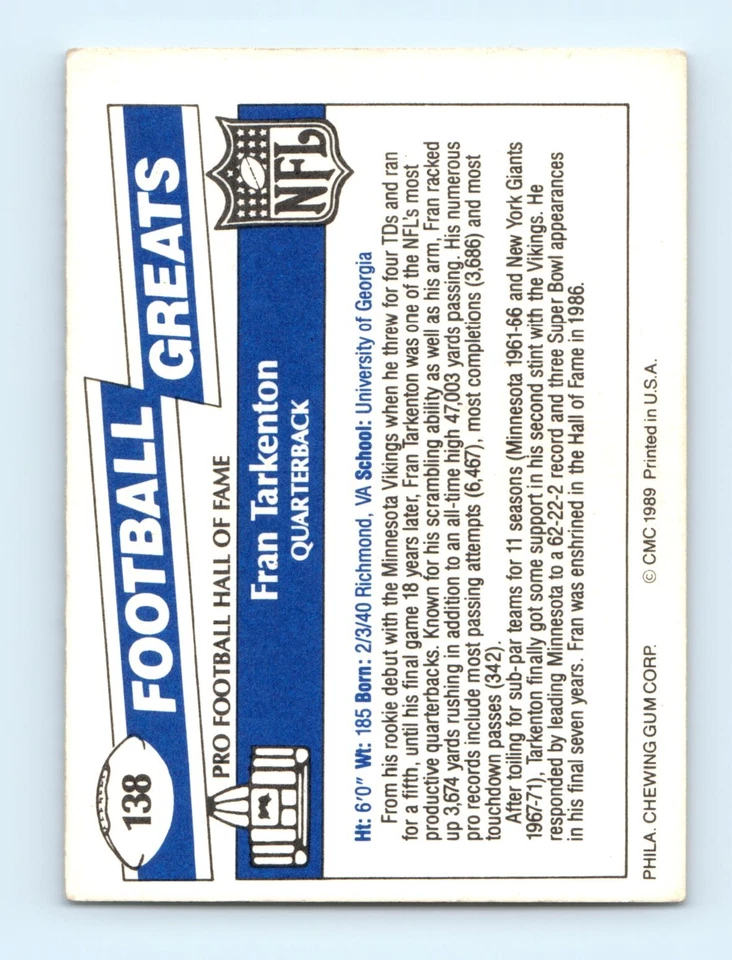 138
FOOTBALL
GREATS
PRO FOOTBALL HALL OF FAME
NFL
Fran Tarkenton
QUARTERBACK
Ht: 6'0" Wt: 185 Born: 2/3/40 Richmond, VA School: University of Georgia
From his rookie debut with the Minnesota Vikings when he threw for four TDs and ran
for a fifth, until his final game 18 years later, Fran Tarkenton was one of the NFL's most
productive quarterbacks. Known for his scrambling ability as well as his arm, Fran racked
up 3,674 yards rushing in addition to an all-time high 47,003 yards passing. His numerous
pro records include most passing attempts (6,467), most completions (3,686) and most
touchdown passes (342).
After toiling for sub-par teams for 11 seasons (Minnesota 1961-66 and New York Giants
1967-71), Tarkenton finally got some support in his second stint with the Vikings. He
responded by leading Minnesota to a 62-22-2 record and three Super Bowl appearances
in his final seven years. Fran was enshrined in the Hall of Fame in 1986.
PHILA. CHEWING GUM CORP. © CMC 1989 Printed in U.S.A.